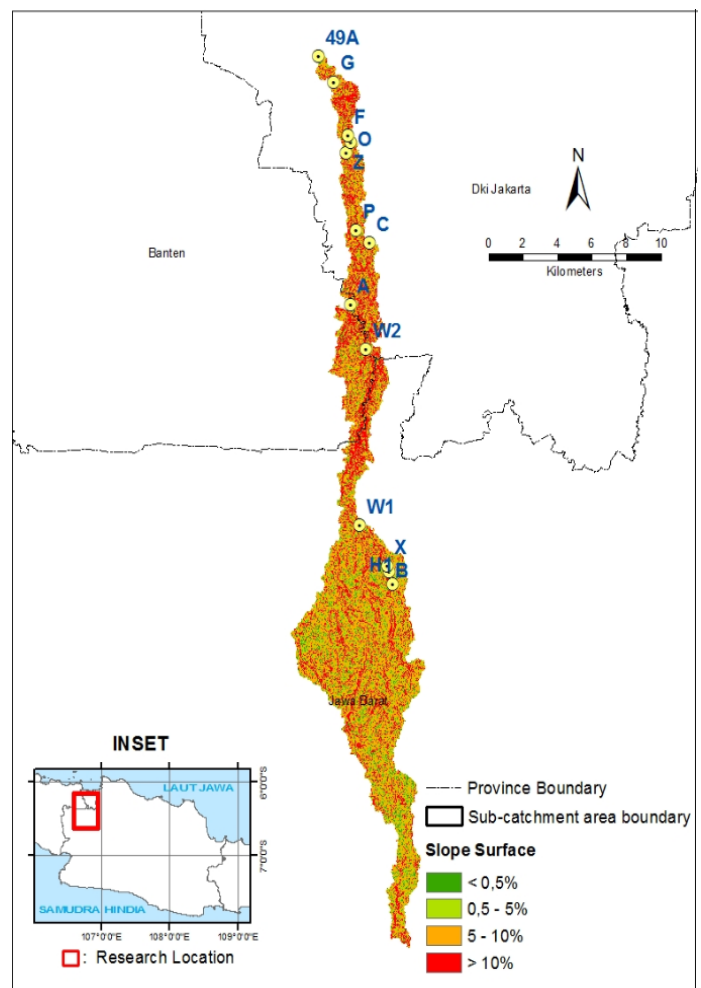 49A
G
F
O
Z
N
Dki Jakarta
P
C
0 2 4 6 8 10
Kilometers
Banten
A
W2
W1
X
H1
B
Jawa Barat
INSET
LAUT JAWA
6°0'0"S
7°0'0"S
SAMUDRA HINDIA
107°0'0"E 108°0'0"E 109°0'0"E
: Research Location
Province Boundary
Sub-catchment area boundary
Slope Surface
< 0,5%
0,5 - 5%
5 - 10%
> 10%